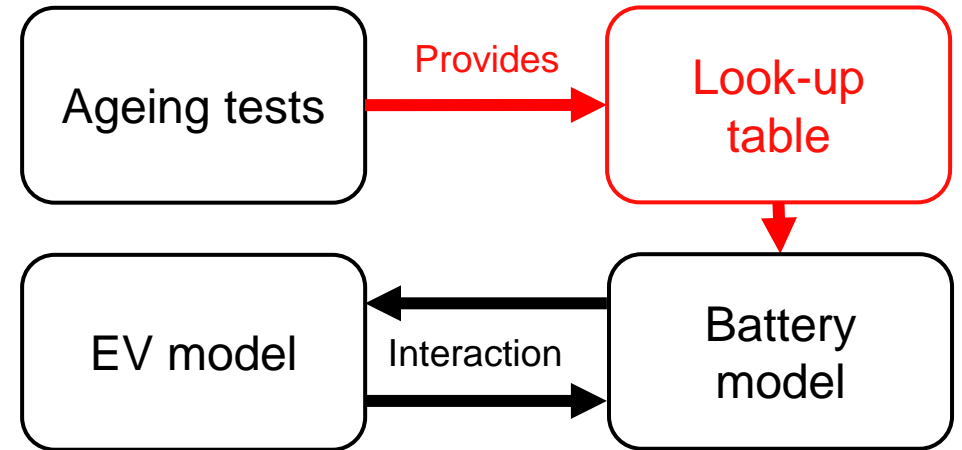 Ageing tests
Provides
Look-up
table
EV model
Interaction
Battery
model